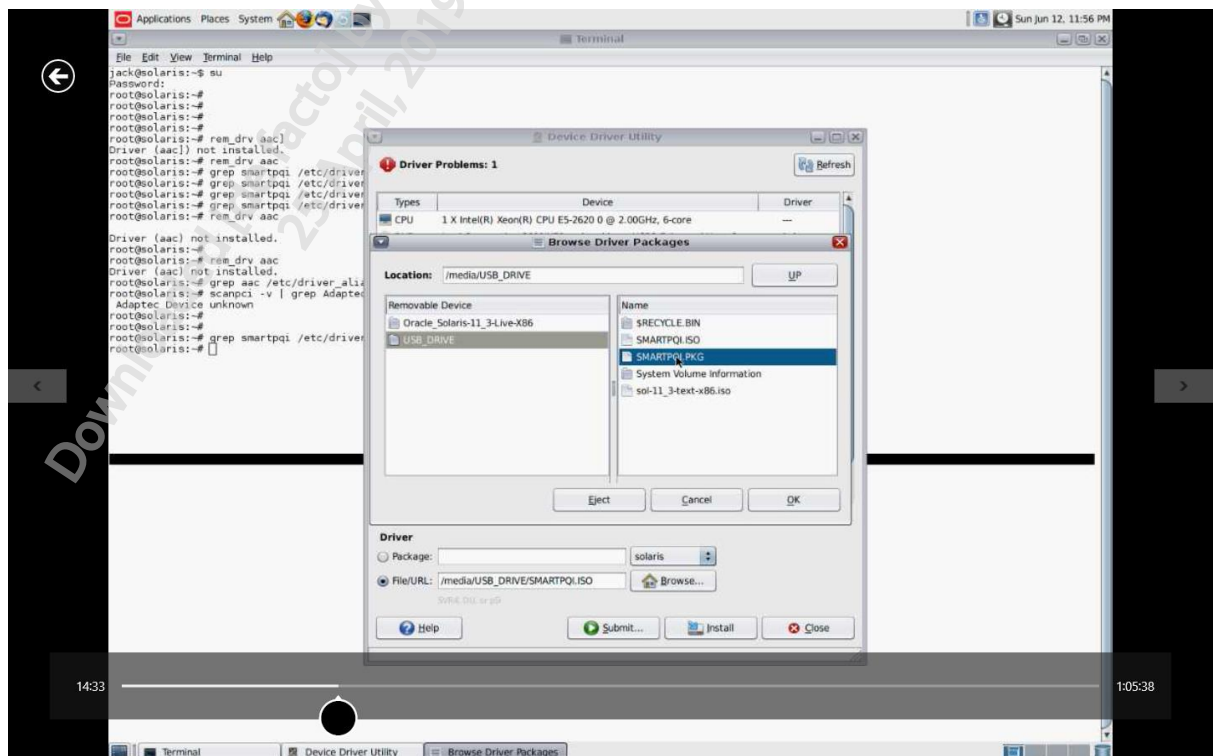 Applications Places System
Sun Jun 12, 11:56 PM
Terminal
File Edit View Terminal Help
jack@solaris:~$ su
Password:
root@solaris:~#
root@solaris:~#
root@solaris:~#
root@solaris:~#
root@solaris:~# rem_drv aac]
Driver (aac]) not installed.
root@solaris:~# rem_drv aac
root@solaris:~# grep smartpqi /etc/driver
root@solaris:~# grep smartpqi /etc/driver
root@solaris:~# grep smartpqi /etc/driver
root@solaris:~# grep smartpqi /etc/driver
root@solaris:~# rem_drv aac
Driver (aac) not installed.
root@solaris:~#
root@solaris:~# rem_drv aac
Driver (aac) not installed.
root@solaris:~# grep aac /etc/driver_alia
root@solaris:~# scanpci -v | grep Adaptec
Adaptec Device unknown
root@solaris:~#
root@solaris:~#
root@solaris:~# grep smartpqi /etc/driver
root@solaris:~#
Device Driver Utility
Driver Problems: 1
Refresh
Types Device Driver
CPU 1 X Intel(R) Xeon(R) CPU E5-2620 0 @ 2.00GHz, 6-core ---
Browse Driver Packages
Location: /media/USB_DRIVE UP
Removable Device
Oracle_Solaris-11_3-Live-X86
USB_DRIVE
Name
$RECYCLE.BIN
SMARTPQI.ISO
SMARTPQI.PKG
System Volume Information
sol-11_3-text-x86.iso
Eject Cancel OK
Driver
Package: solaris
File/URL: /media/USB_DRIVE/SMARTPQI.ISO Browse...
Help Submit... Install Close
14:33 1:05:38
Terminal Device Driver Utility Browse Driver Packages
25 April, 2019